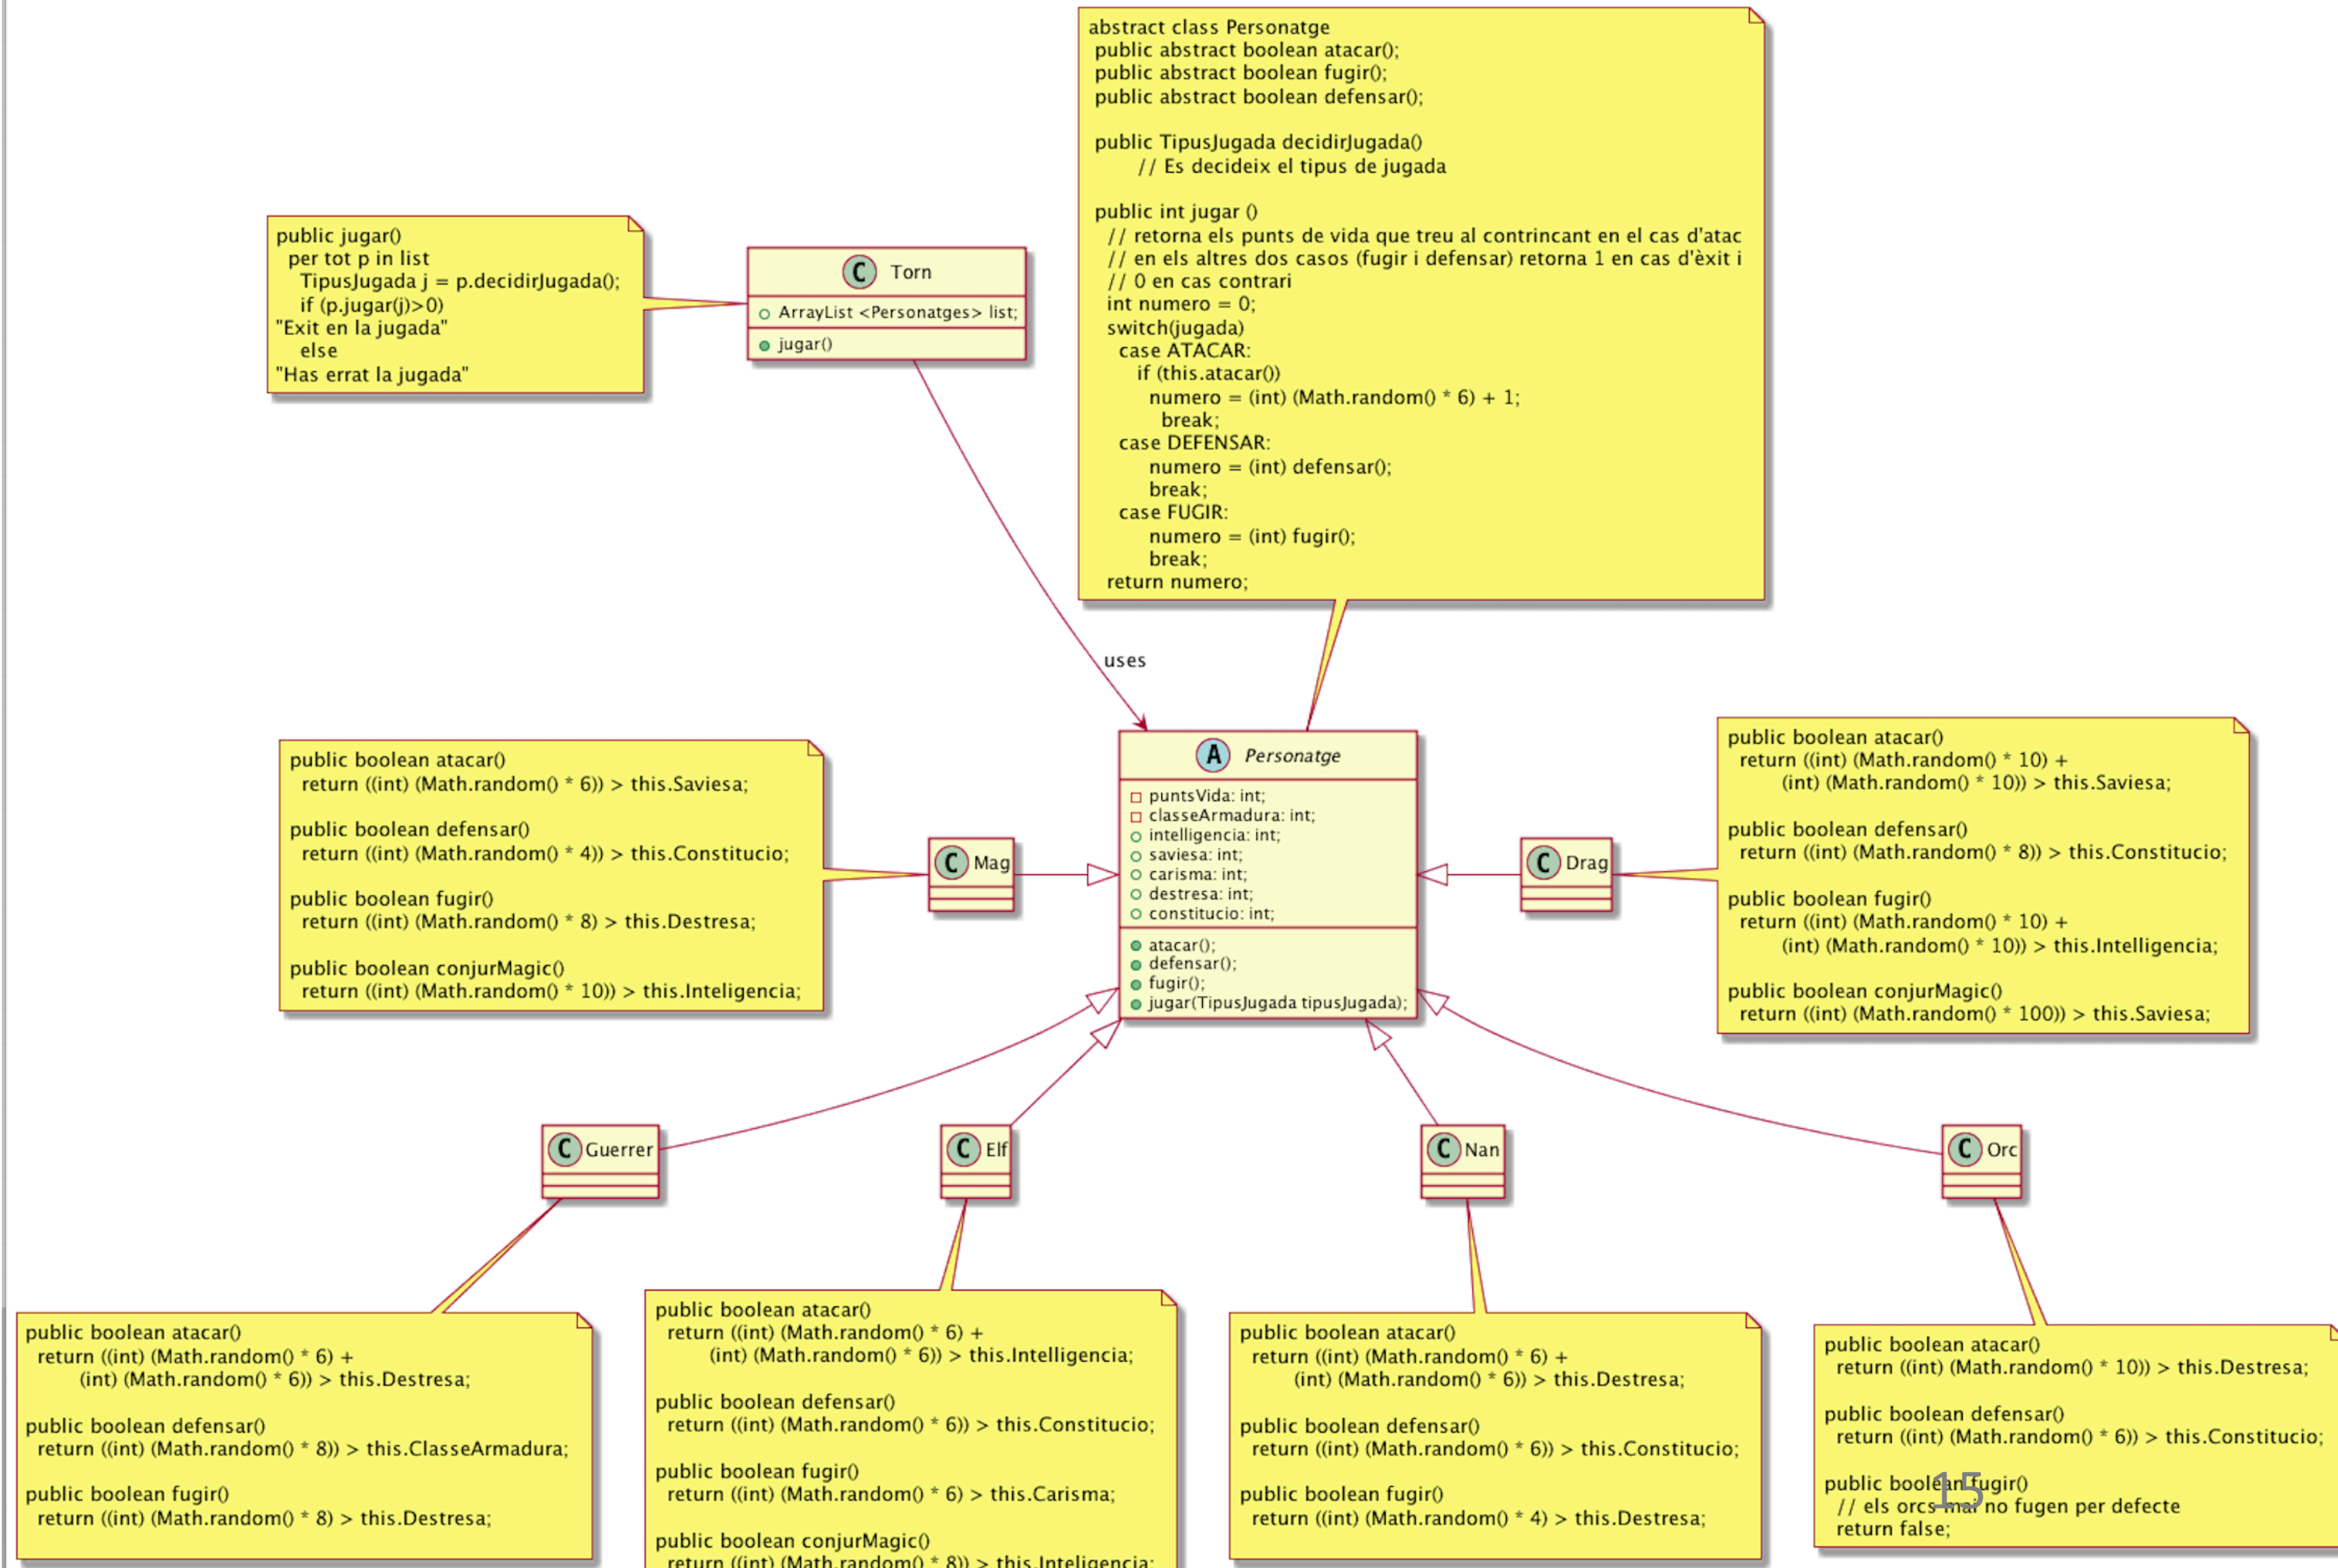 abstract class Personatge
public abstract boolean atacar();
public abstract boolean fugir();
public abstract boolean defensar();
public TipusJugada decidirJugada()
// Es decideix el tipus de jugada
public int jugar ()
// retorna els punts de vida que treu al contrincant en el cas d'atac
// en els altres dos casos (fugir i defensar) retorna 1 en cas d'èxit i
// 0 en cas contrari
int numero = 0;
switch(jugada)
case ATACAR:
if (this.atacar())
numero = (int) (Math.random() * 6) + 1;
break;
case DEFENSAR:
numero = (int) defensar();
break;
case FUGIR:
numero = (int) fugir();
break;
return numero;
public jugar()
per tot p in list
TipusJugada j = p.decidirJugada();
if (p.jugar(j)>0)
"Exit en la jugada"
else
"Has errat la jugada"
C Torn
ArrayList <Personatges> list;
jugar()
uses
public boolean atacar()
return ((int) (Math.random() * 6)) > this.Saviesa;
public boolean defensar()
return ((int) (Math.random() * 4)) > this.Constitucio;
public boolean fugir()
return ((int) (Math.random() * 8) > this.Destresa;
public boolean conjurMagic()
return ((int) (Math.random() * 10)) > this.Inteligencia;
C Mag
A Personatge
puntsVida: int;
classeArmadura: int;
intelligencia: int;
saviesa: int;
carisma: int;
destresa: int;
constitucio: int;
atacar();
defensar();
fugir();
jugar(TipusJugada tipusJugada);
C Drag
public boolean atacar()
return ((int) (Math.random() * 10) +
(int) (Math.random() * 10)) > this.Saviesa;
public boolean defensar()
return ((int) (Math.random() * 8)) > this.Constitucio;
public boolean fugir()
return ((int) (Math.random() * 10) +
(int) (Math.random() * 10)) > this.Intelligencia;
public boolean conjurMagic()
return ((int) (Math.random() * 100)) > this.Saviesa;
C Guerrer
C Elf
C Nan
C Orc
public boolean atacar()
return ((int) (Math.random() * 6) +
(int) (Math.random() * 6)) > this.Destresa;
public boolean defensar()
return ((int) (Math.random() * 8)) > this.ClasseArmadura;
public boolean fugir()
return ((int) (Math.random() * 8) > this.Destresa;
public boolean atacar()
return ((int) (Math.random() * 6) +
(int) (Math.random() * 6)) > this.Intelligencia;
public boolean defensar()
return ((int) (Math.random() * 6)) > this.Constitucio;
public boolean fugir()
return ((int) (Math.random() * 6) > this.Carisma;
public boolean conjurMagic()
return ((int) (Math.random() * 8)) > this.Inteligencia;
public boolean atacar()
return ((int) (Math.random() * 6) +
(int) (Math.random() * 6)) > this.Destresa;
public boolean defensar()
return ((int) (Math.random() * 6)) > this.Constitucio;
public boolean fugir()
return ((int) (Math.random() * 4) > this.Destresa;
public boolean atacar()
return ((int) (Math.random() * 10)) > this.Destresa;
public boolean defensar()
return ((int) (Math.random() * 6)) > this.Constitucio;
public boolean fugir()
// els orcs mai no fugen per defecte
return false;
15